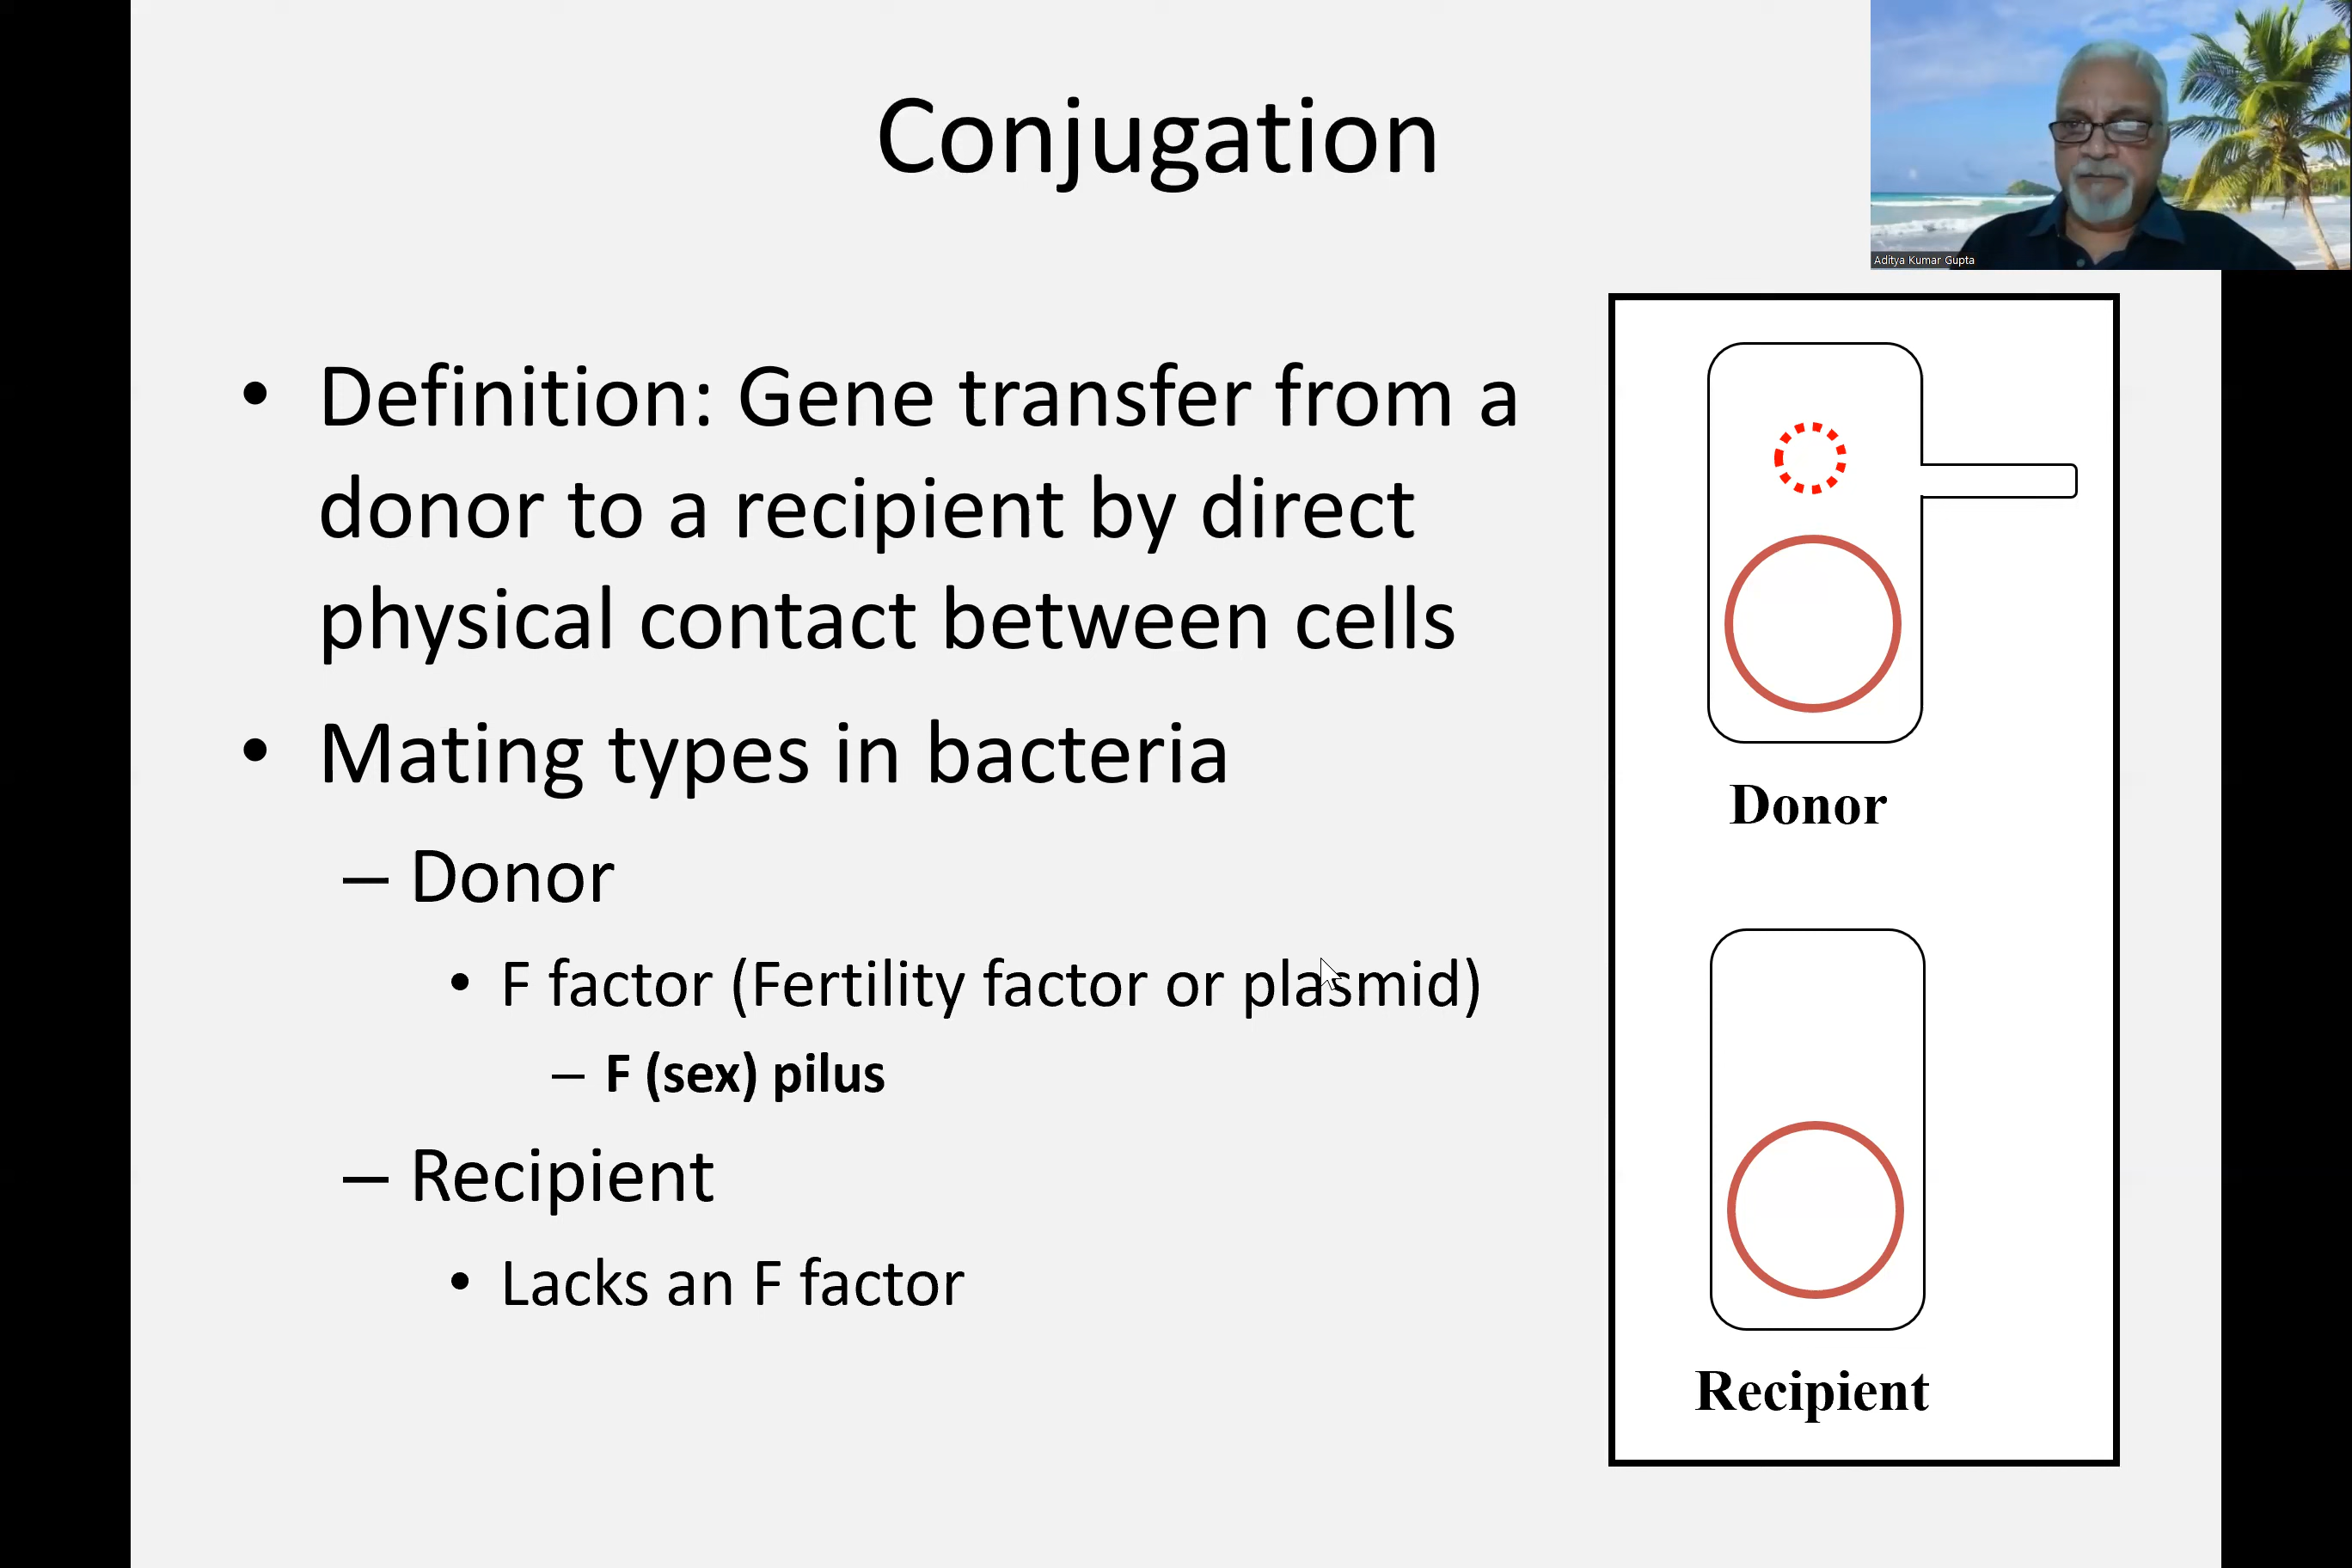 Conjugation
Aditya Kumar Gupta
• Definition: Gene transfer from a
donor to a recipient by direct
physical contact between cells
• Mating types in bacteria
– Donor
• F factor (Fertility factor or plasmid)
– F (sex) pilus
– Recipient
• Lacks an F factor
Donor
Recipient